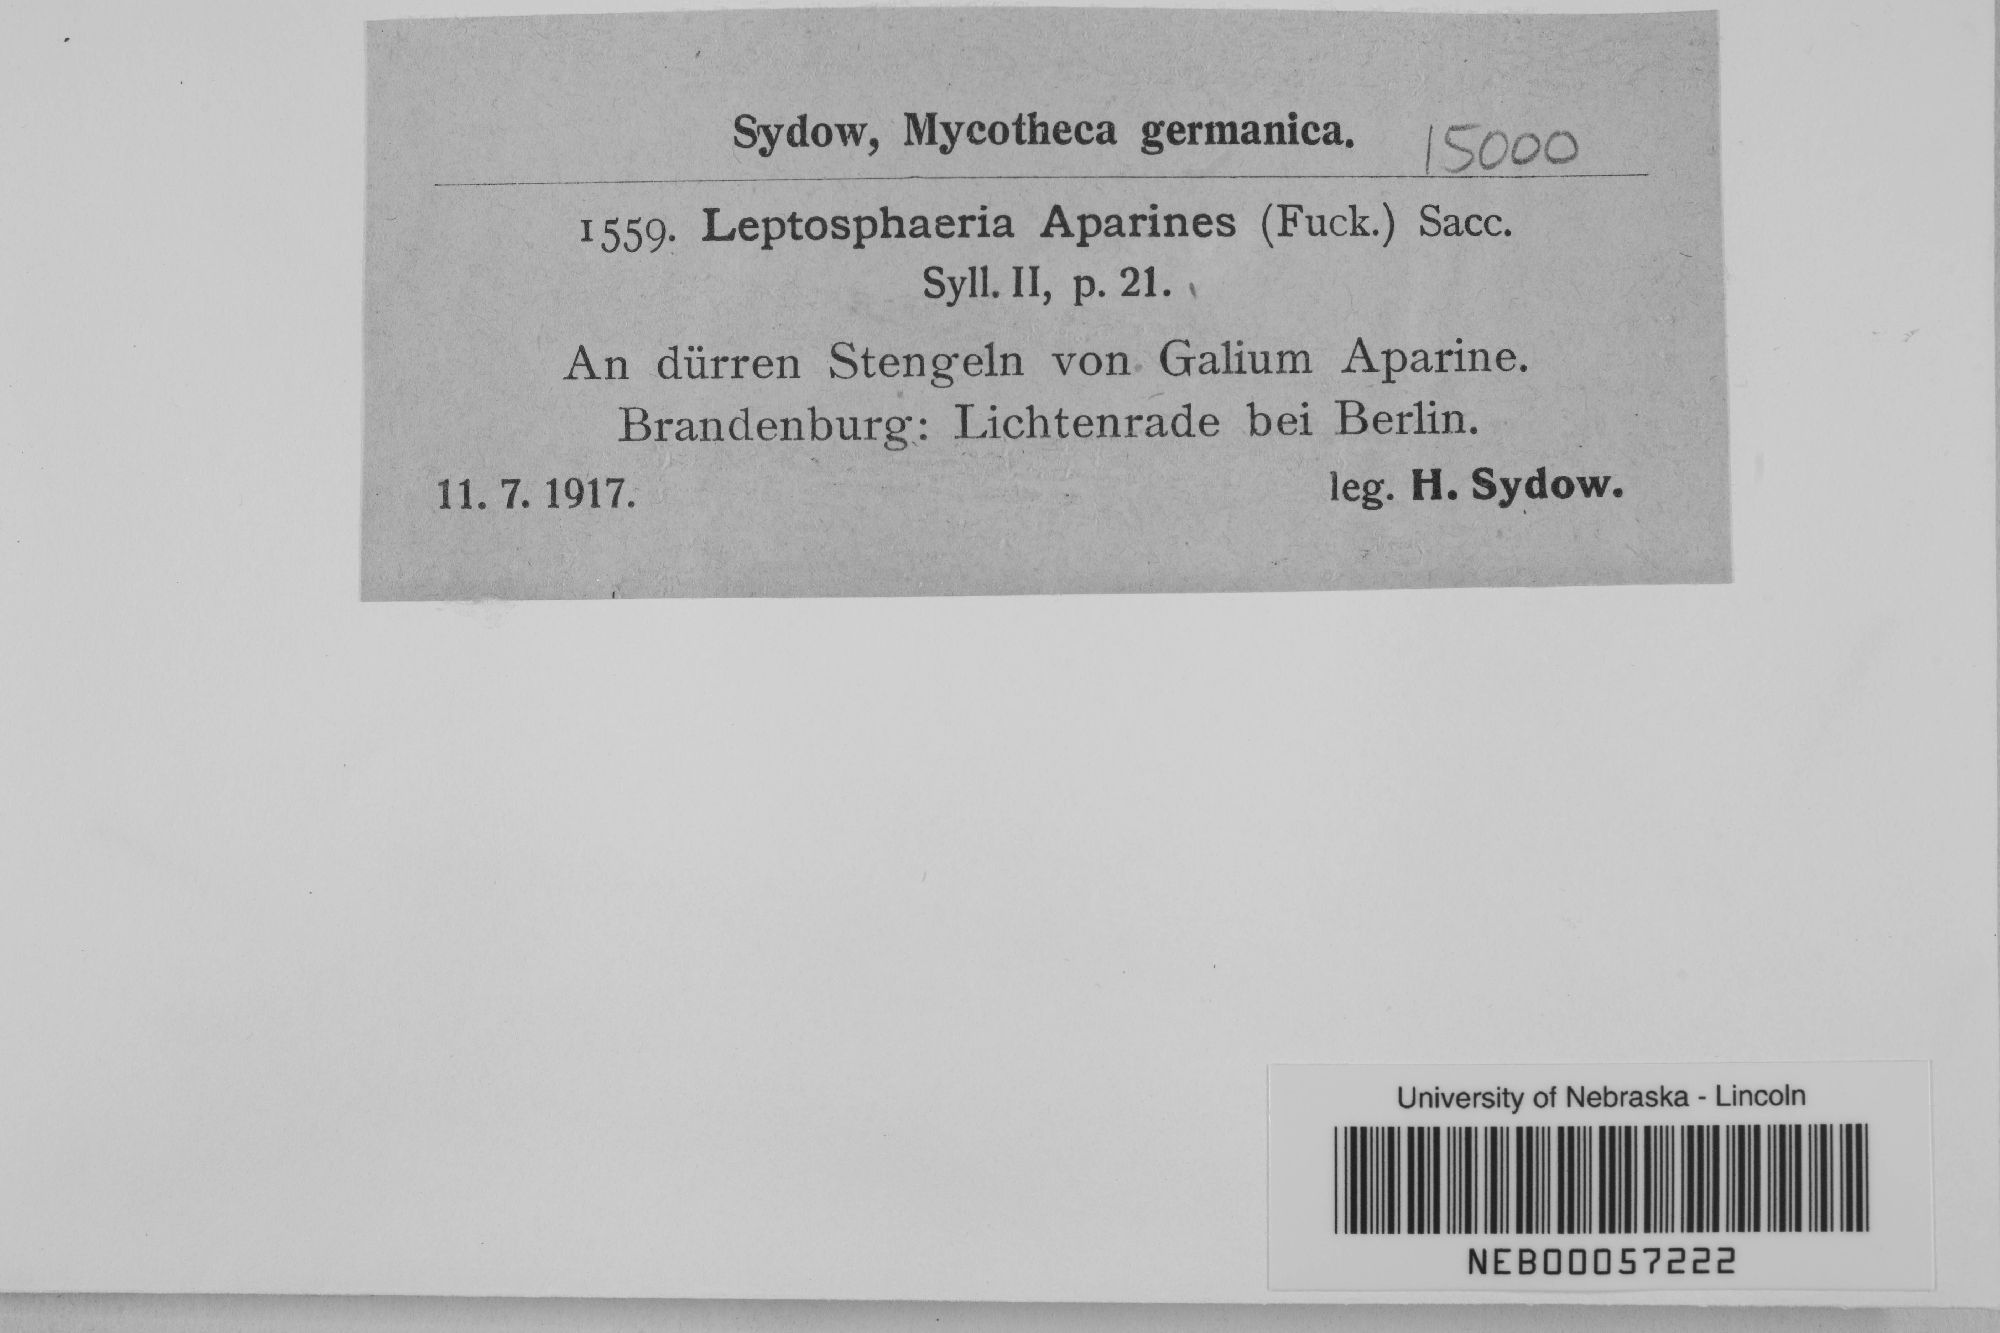 Sydow, Mycotheca germanica. 15000
1559. Leptosphaeria Aparines (Fuck.) Sacc.
Syll. II, p. 21.
An dürren Stengeln von Galium Aparine.
Brandenburg: Lichtenrade bei Berlin.
11. 7. 1917. leg. H. Sydow.
University of Nebraska - Lincoln
NEB00057222